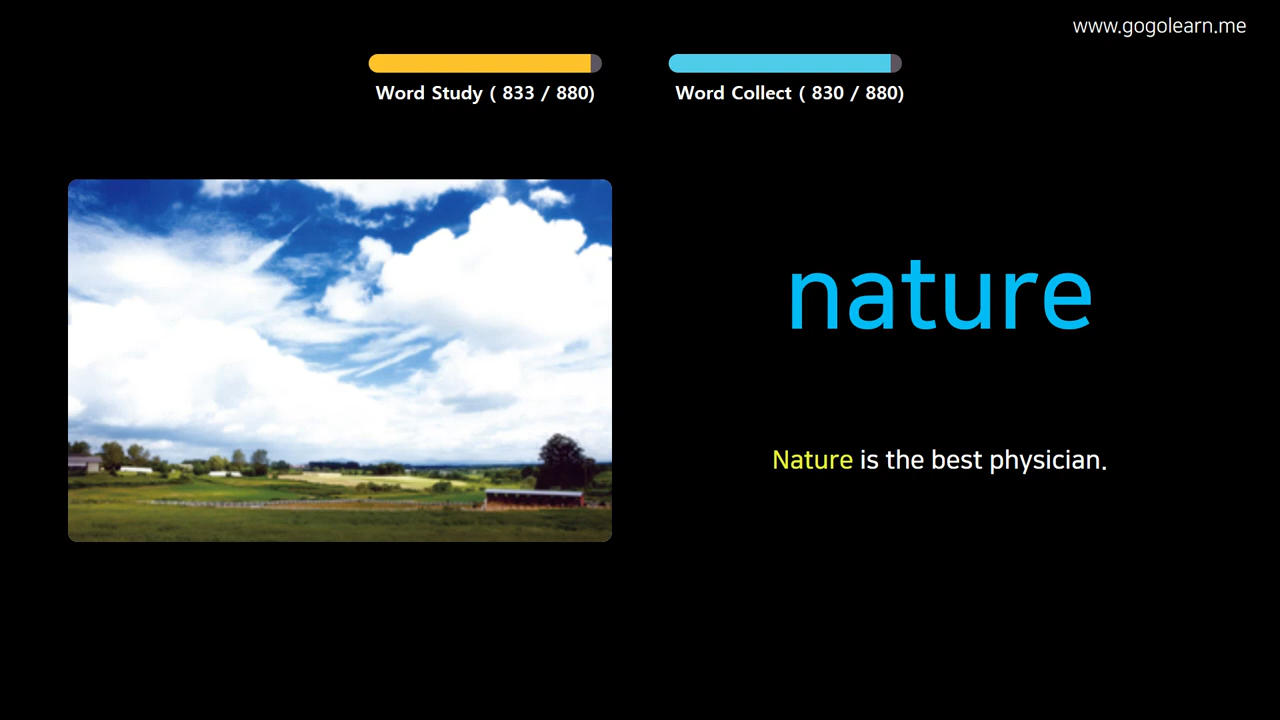 www.gogolearn.me
Word Study ( 833 / 880)
Word Collect ( 830 / 880)
nature
Nature is the best physician.